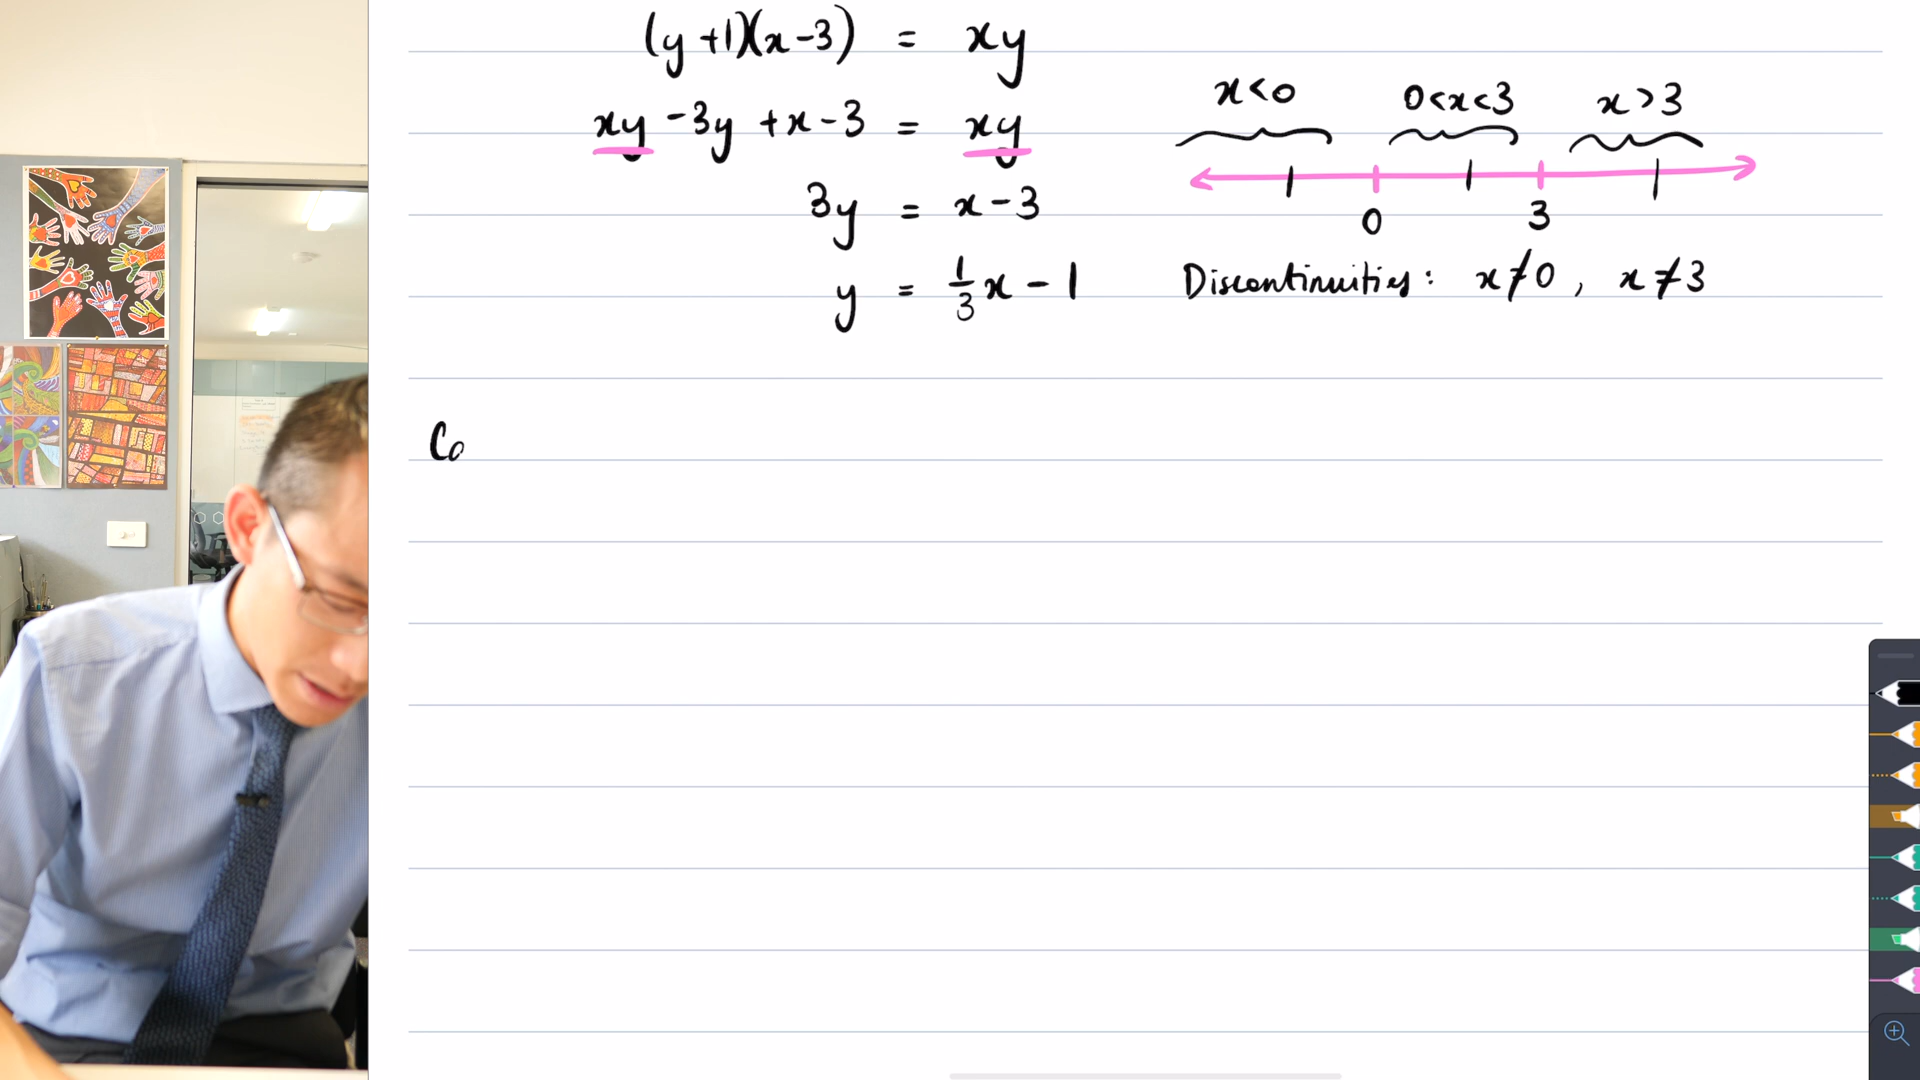 (y+1)(x-3) = xy
xy - 3y + x - 3 = xy
3y = x - 3
y = 1/3 x - 1
x<0 0<x<3 x>3
0 3
Discontinuities: x≠0, x≠3
Co